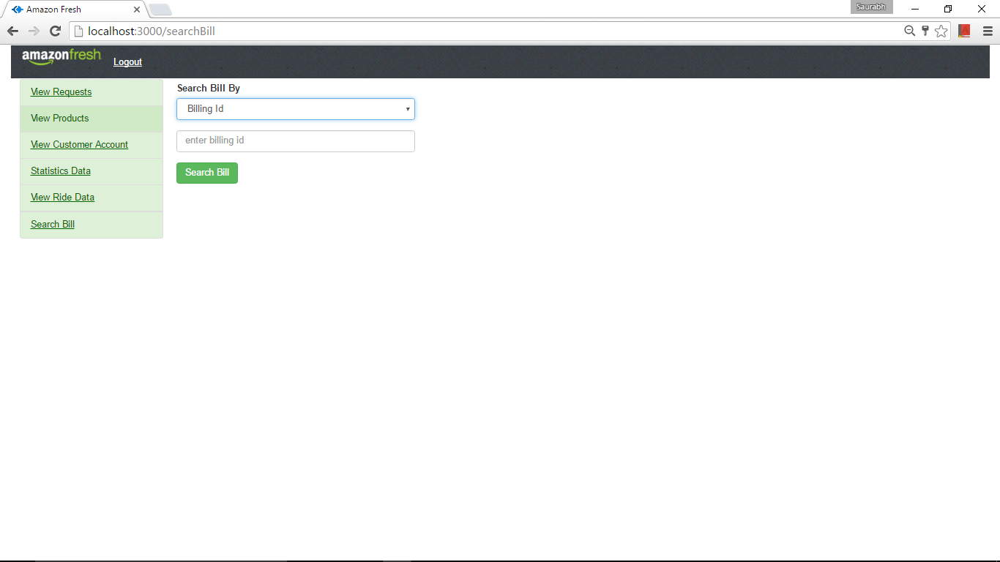 Amazon Fresh
Saurabh
localhost:3000/searchBill
amazonfresh
Logout
View Requests
View Products
View Customer Account
Statistics Data
View Ride Data
Search Bill
Search Bill By
Billing Id
enter billing id
Search Bill